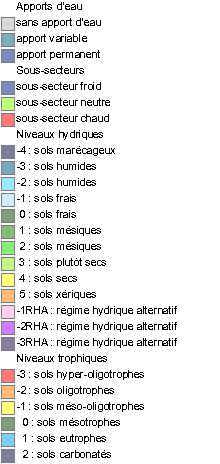 Apports d'eau
sans apport d'eau
apport variable
apport permanent
Sous-secteurs
sous-secteur froid
sous-secteur neutre
sous-secteur chaud
Niveaux hydriques
-4 : sols marécageux
-3 : sols humides
-2 : sols humides
-1 : sols frais
0 : sols frais
1 : sols mésiques
2 : sols mésiques
3 : sols plutôt secs
4 : sols secs
5 : sols xériques
-1RHA : régime hydrique alternatif
-2RHA : régime hydrique alternatif
-3RHA : régime hydrique alternatif
Niveaux trophiques
-3 : sols hyper-oligotrophes
-2 : sols oligotrophes
-1 : sols méso-oligotrophes
0 : sols mésotrophes
1 : sols eutrophes
2 : sols carbonatés